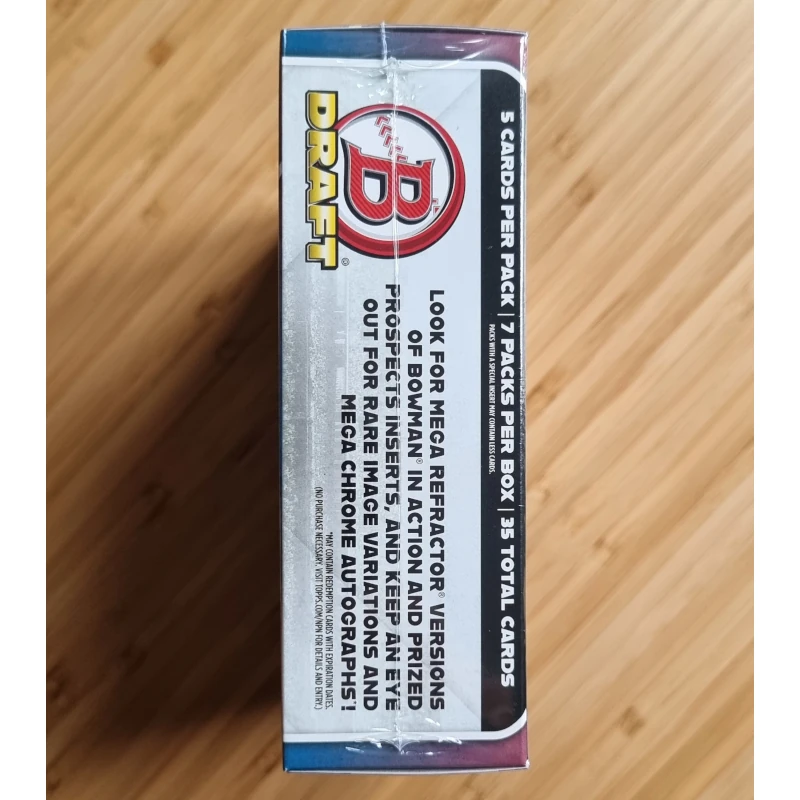 5 CARDS PER PACK | 7 PACKS PER BOX | 35 TOTAL CARDS
PACKS WITH A SPECIAL INSERT MAY CONTAIN LESS CARDS.
B
DRAFT©
LOOK FOR MEGA REFRACTOR® VERSIONS
OF BOWMAN® IN ACTION AND PRIZED
PROSPECTS INSERTS, AND KEEP AN EYE
OUT FOR RARE IMAGE VARIATIONS AND
MEGA CHROME AUTOGRAPHS*!
*MAY CONTAIN REDEMPTION CARDS WITH EXPIRATION DATES.
(NO PURCHASE NECESSARY. VISIT TOPPS.COM/NPN FOR DETAILS AND ENTRY.)